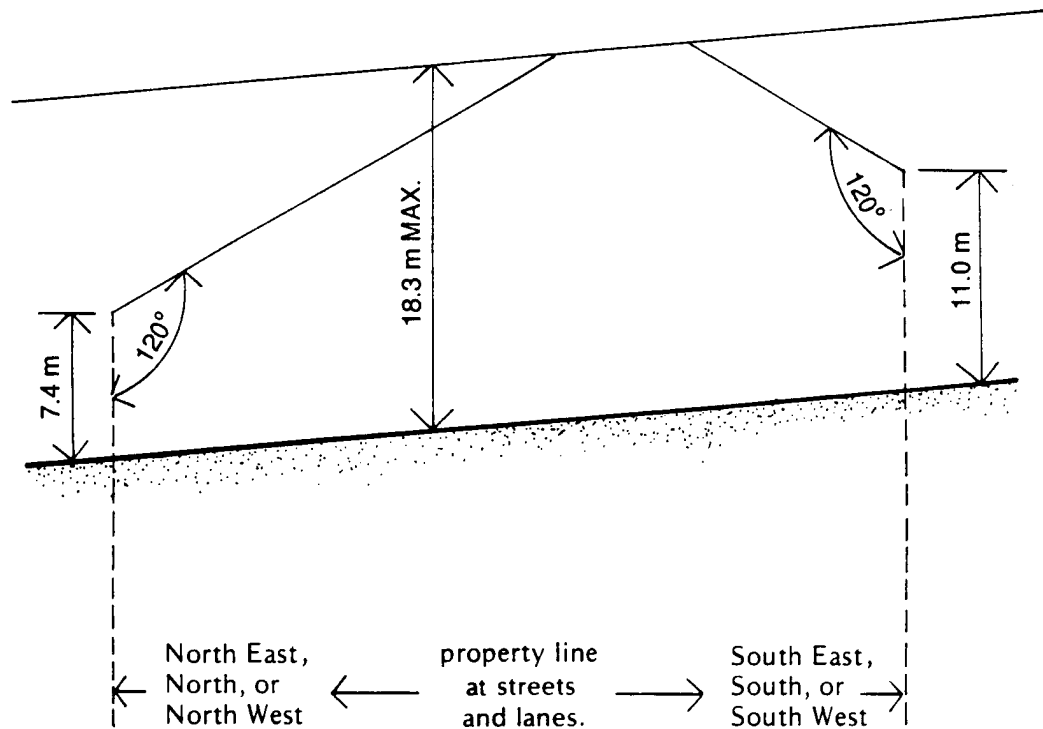 18.3 m MAX.
120°
11.0 m
120°
7.4 m
North East,
North, or
North West
property line
at streets
and lanes.
South East,
South, or
South West